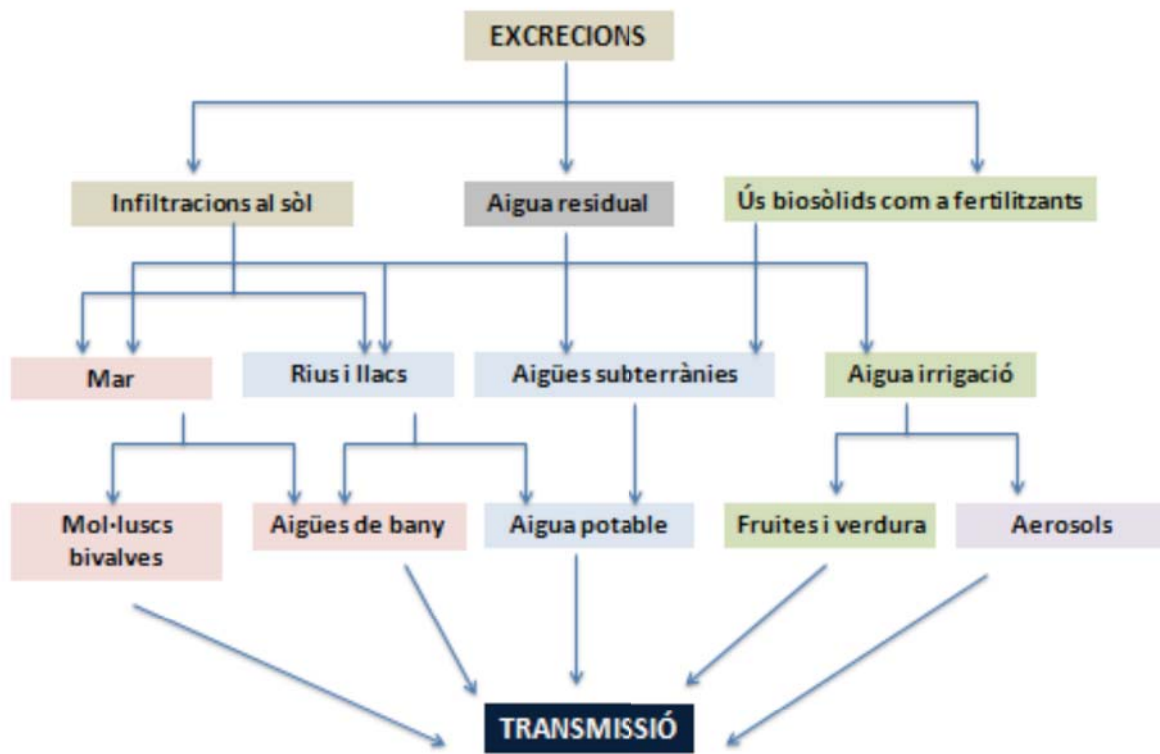 EXCRECIONS
Infiltracions al sòl
Aigua residual
Ús biosòlids com a fertilitzants
Mar
Rius i llacs
Aigües subterrànies
Aigua irrigació
Mol·luscs
bivalves
Aigües de bany
Aigua potable
Fruites i verdura
Aerosols
TRANSMISSIÓ